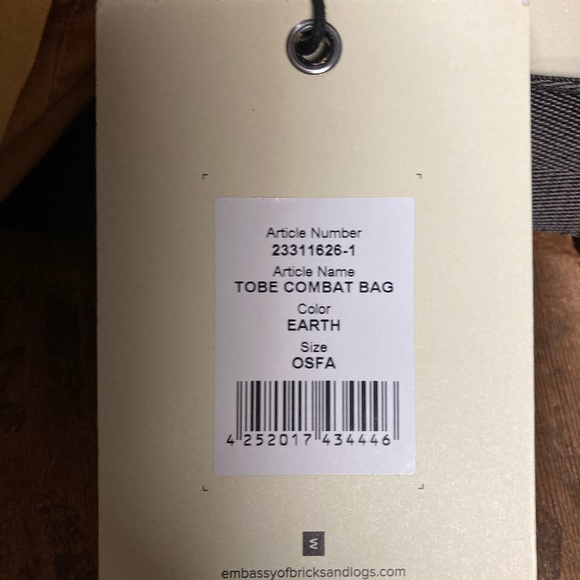 Article Number
23311626-1
Article Name
TOBE COMBAT BAG
Color
EARTH
Size
OSFA
4 252017 434446
embassyofbricksandlogs.com